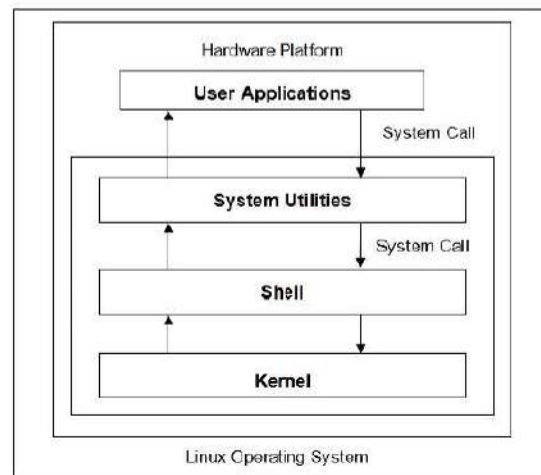 Hardware Platform
User Applications
System Call
System Utilities
System Call
Shell
Kernel
Linux Operating System